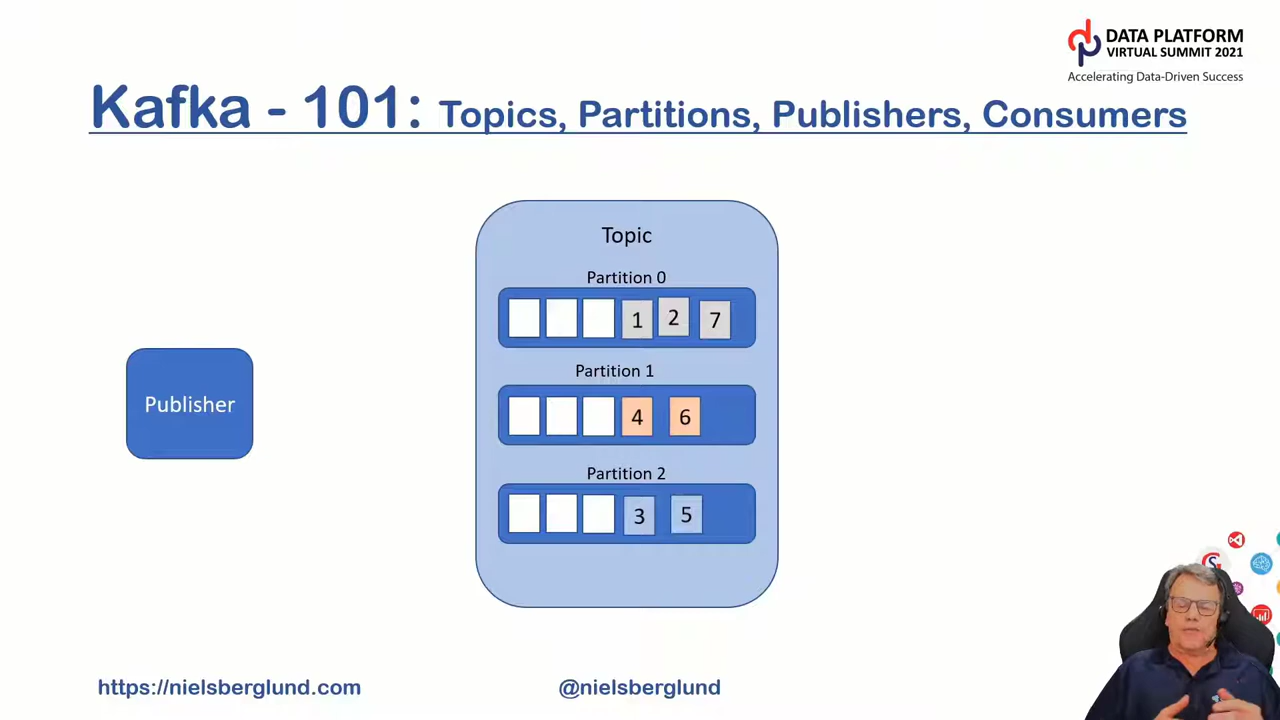 DATA PLATFORM
VIRTUAL SUMMIT 2021
Accelerating Data-Driven Success
Kafka - 101: Topics, Partitions, Publishers, Consumers
Topic
Partition 0
1 2 7
Partition 1
4 6
Publisher
Partition 2
3 5
https://nielsberglund.com
@nielsberglund